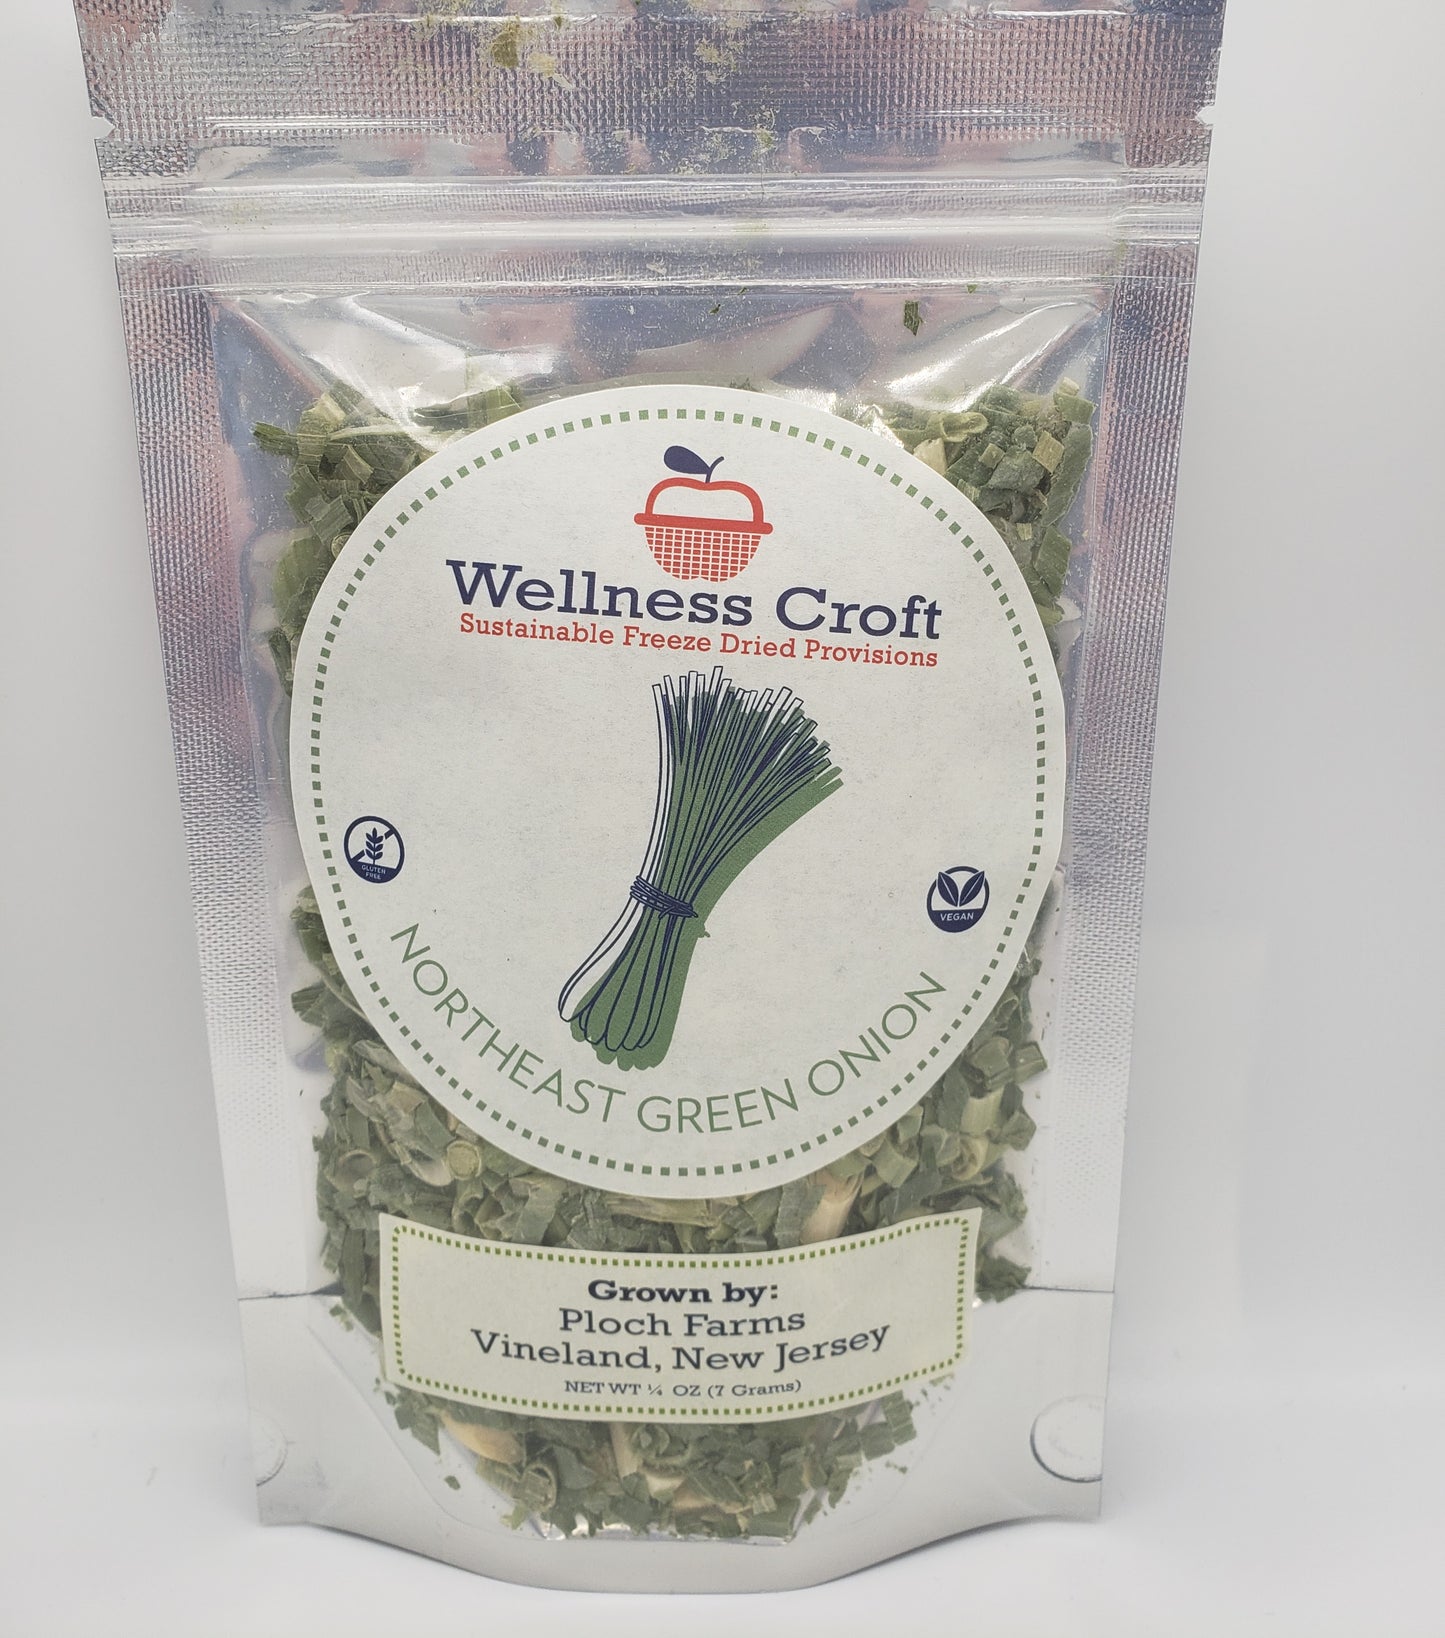 Wellness Croft
Sustainable Freeze Dried Provisions
GLUTEN
FREE
VEGAN
NORTHEAST GREEN ONION
Grown by:
Ploch Farms
Vineland, New Jersey
NET WT ¼ OZ (7 Grams)